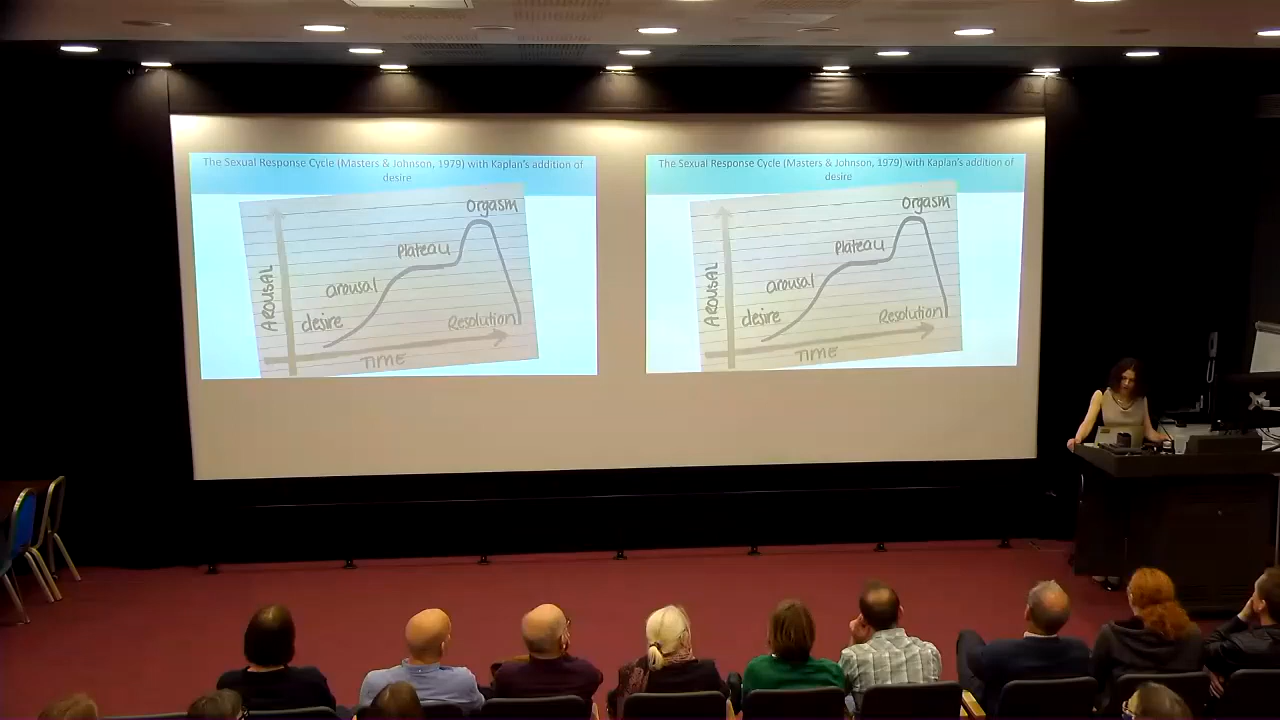 The Sexual Response Cycle (Masters & Johnson, 1979) with Kaplan's addition of
desire
Orgasm
Plateau
arousal
desire
Resolution
AROUSAL
TIME
The Sexual Response Cycle (Masters & Johnson, 1979) with Kaplan's addition of
desire
Orgasm
Plateau
arousal
desire
Resolution
AROUSAL
TIME